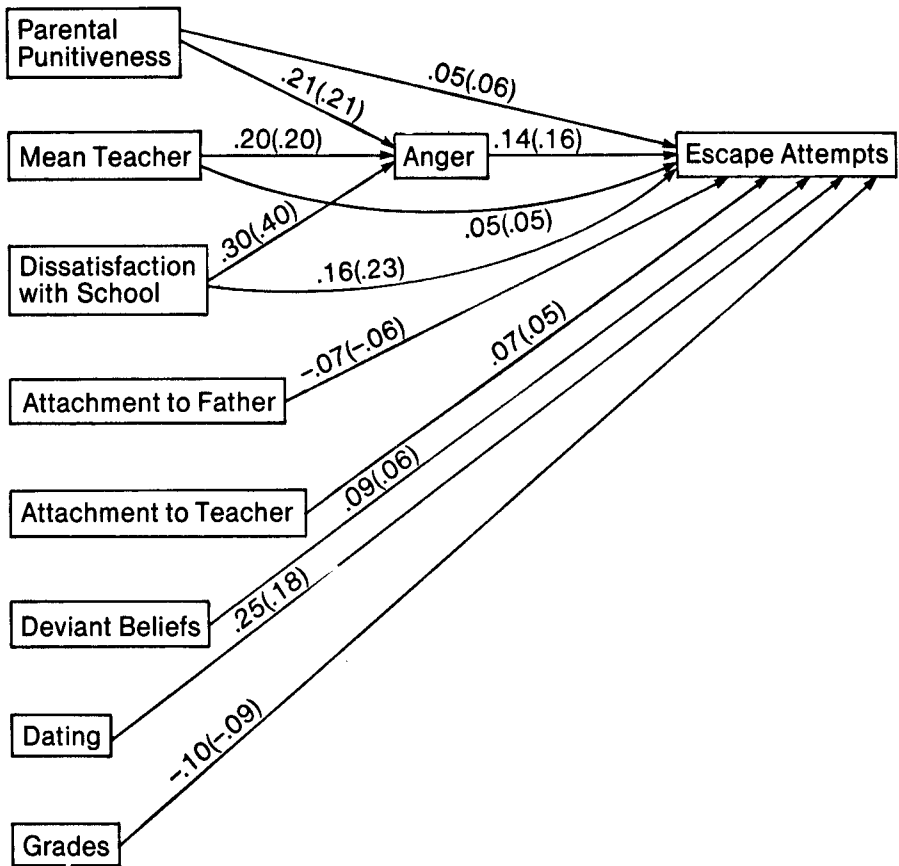 Parental
Punitiveness
.05(.06)
.21(.21)
Mean Teacher
.20(.20)
Anger
.14(.16)
Escape Attempts
.30(.40)
.05(.05)
Dissatisfaction
with School
.16(.23)
-.07(-.06)
.07(.05)
Attachment to Father
.09(.06)
Attachment to Teacher
.25(.18)
Deviant Beliefs
Dating
-.10(-.09)
Grades